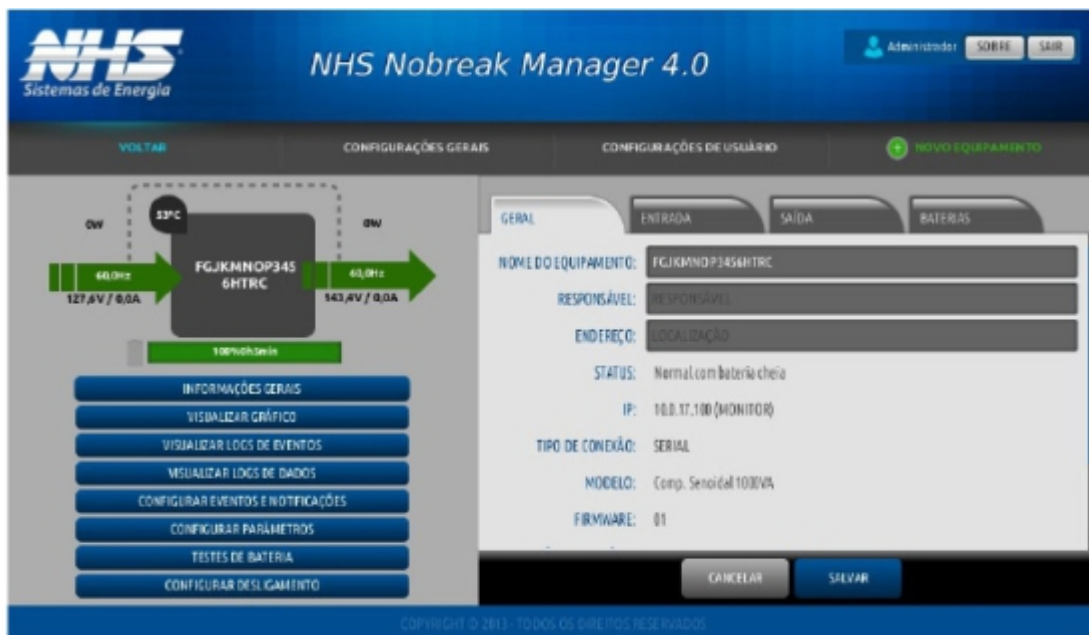 NHS
Sistemas de Energia
NHS Nobreak Manager 4.0
Administrador
SOBRE
SAIR
VOLTAR
CONFIGURAÇÕES GERAIS
CONFIGURAÇÕES DE USUÁRIO
NOVO EQUIPAMENTO
0W
53°C
0W
60,0Hz
127,6V / 0,0A
FGJKMNOP345
6HTRC
60,0Hz
143,4V / 0,0A
100%0h5min
INFORMAÇÕES GERAIS
VISUALIZAR GRÁFICO
VISUALIZAR LOGS DE EVENTOS
VISUALIZAR LOGS DE DADOS
CONFIGURAR EVENTOS E NOTIFICAÇÕES
CONFIGURAR PARÂMETROS
TESTES DE BATERIA
CONFIGURAR DESLIGAMENTO
GERAL
ENTRADA
SAÍDA
BATERIAS
NOME DO EQUIPAMENTO: FGJKMNOP3456HTRC
RESPONSÁVEL: RESPONSÁVEL
ENDEREÇO: LOCALIZAÇÃO
STATUS: Normal com bateria cheia
IP: 10.0.17.100 (MONITOR)
TIPO DE CONEXÃO: SERIAL
MODELO: Comp. Senoidal 1000VA
FIRMWARE: 01
CANCELAR
SALVAR
COPYRIGHT © 2013 - TODOS OS DIREITOS RESERVADOS